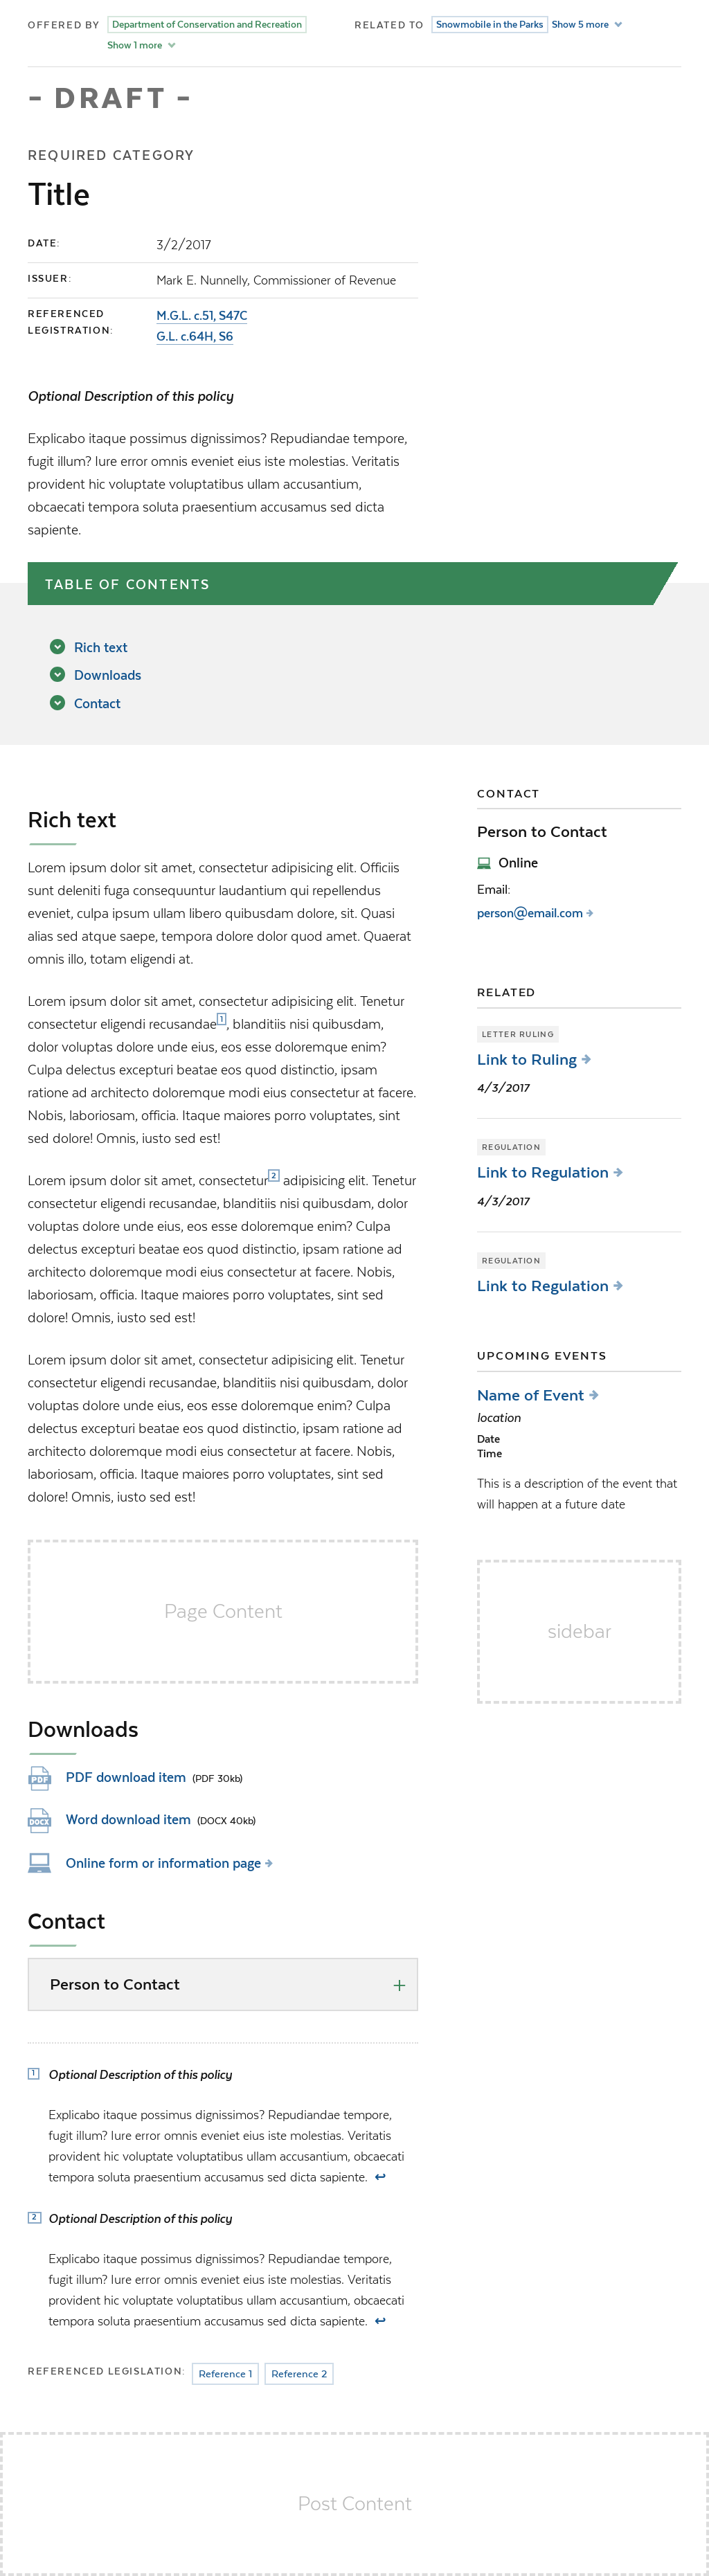 OFFERED BY Department of Conservation and Recreation
Show 1 more
RELATED TO Snowmobile in the Parks Show 5 more
- DRAFT -
REQUIRED CATEGORY
Title
DATE: 3/2/2017
ISSUER: Mark E. Nunnelly, Commissioner of Revenue
REFERENCED
LEGISTRATION:
M.G.L. c.51, S47C
G.L. c.64H, S6
Optional Description of this policy
Explicabo itaque possimus dignissimos? Repudiandae tempore,
fugit illum? Iure error omnis eveniet eius iste molestias. Veritatis
provident hic voluptate voluptatibus ullam accusantium,
obcaecati tempora soluta praesentium accusamus sed dicta
sapiente.
TABLE OF CONTENTS
Rich text
Downloads
Contact
Rich text
Lorem ipsum dolor sit amet, consectetur adipisicing elit. Officiis
sunt deleniti fuga consequuntur laudantium qui repellendus
eveniet, culpa ipsum ullam libero quibusdam dolore, sit. Quasi
alias sed atque saepe, tempora dolore dolor quod amet. Quaerat
omnis illo, totam eligendi at.
Lorem ipsum dolor sit amet, consectetur adipisicing elit. Tenetur
consectetur eligendi recusandae1, blanditiis nisi quibusdam,
dolor voluptas dolore unde eius, eos esse doloremque enim?
Culpa delectus excepturi beatae eos quod distinctio, ipsam
ratione ad architecto doloremque modi eius consectetur at facere.
Nobis, laboriosam, officia. Itaque maiores porro voluptates, sint
sed dolore! Omnis, iusto sed est!
Lorem ipsum dolor sit amet, consectetur2 adipisicing elit. Tenetur
consectetur eligendi recusandae, blanditiis nisi quibusdam, dolor
voluptas dolore unde eius, eos esse doloremque enim? Culpa
delectus excepturi beatae eos quod distinctio, ipsam ratione ad
architecto doloremque modi eius consectetur at facere. Nobis,
laboriosam, officia. Itaque maiores porro voluptates, sint sed
dolore! Omnis, iusto sed est!
Lorem ipsum dolor sit amet, consectetur adipisicing elit. Tenetur
consectetur eligendi recusandae, blanditiis nisi quibusdam, dolor
voluptas dolore unde eius, eos esse doloremque enim? Culpa
delectus excepturi beatae eos quod distinctio, ipsam ratione ad
architecto doloremque modi eius consectetur at facere. Nobis,
laboriosam, officia. Itaque maiores porro voluptates, sint sed
dolore! Omnis, iusto sed est!
Page Content
Downloads
PDF PDF download item (PDF 30kb)
DOCX Word download item (DOCX 40kb)
Online form or information page
Contact
Person to Contact
1 Optional Description of this policy
Explicabo itaque possimus dignissimos? Repudiandae tempore,
fugit illum? Iure error omnis eveniet eius iste molestias. Veritatis
provident hic voluptate voluptatibus ullam accusantium, obcaecati
tempora soluta praesentium accusamus sed dicta sapiente. ↩
2 Optional Description of this policy
Explicabo itaque possimus dignissimos? Repudiandae tempore,
fugit illum? Iure error omnis eveniet eius iste molestias. Veritatis
provident hic voluptate voluptatibus ullam accusantium, obcaecati
tempora soluta praesentium accusamus sed dicta sapiente. ↩
REFERENCED LEGISLATION: Reference 1 Reference 2
CONTACT
Person to Contact
Online
Email:
person@email.com
RELATED
LETTER RULING
Link to Ruling
4/3/2017
REGULATION
Link to Regulation
4/3/2017
REGULATION
Link to Regulation
UPCOMING EVENTS
Name of Event
location
Date
Time
This is a description of the event that
will happen at a future date
sidebar
Post Content